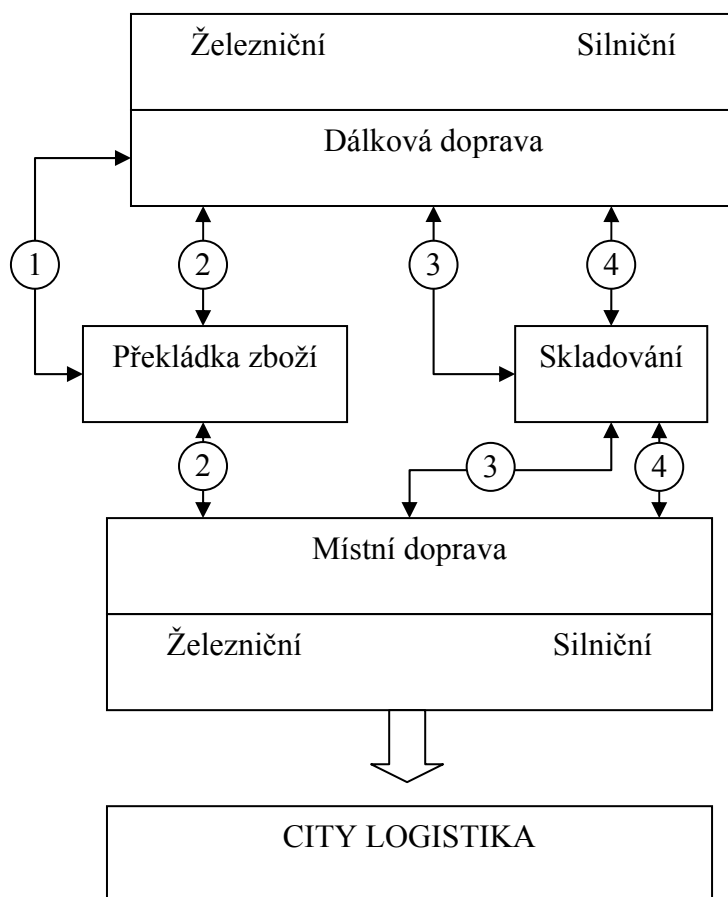 Železniční Silniční
Dálková doprava
1 2 3 4
Překládka zboží Skladování
2 3 4
Místní doprava
Železniční Silniční
CITY LOGISTIKA